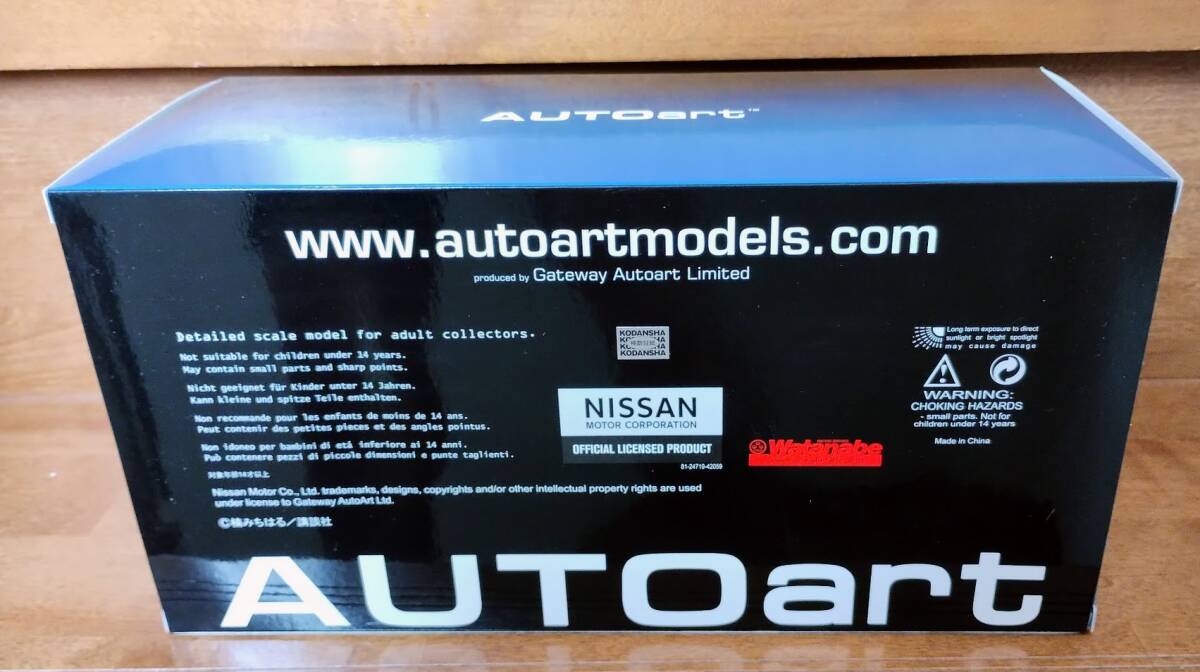 AUTOart™
www.autoartmodels.com
produced by Gateway Autoart Limited
Detailed scale model for adult collectors.
Not suitable for children under 14 years.
May contain small parts and sharp points.
Nicht geeignet für Kinder unter 14 Jahren.
Kann kleine und spitze Teile enthalten.
Non recommande pour les enfants de moins de 14 ans.
Peut contenir des petites pieces et des angles pointus.
Non idoneo per bambini di etá inferiore ai 14 anni.
Puó contenere pezzi di piccole dimensioni e punte taglienti.
対象年齢14才以上
Nissan Motor Co., Ltd. trademarks, designs, copyrights and/or other intellectual property rights are used
under license to Gateway AutoArt Ltd.
©楠みちはる/講談社
KODANSHA
KODANSHA
NISSAN
MOTOR CORPORATION
OFFICIAL LICENSED PRODUCT
81-24719-42059
Watanabe
Long term exposure to direct
sunlight or bright spotlight
may cause damage
WARNING:
CHOKING HAZARDS
- small parts. Not for
children under 14 years
Made in China
AUTOart